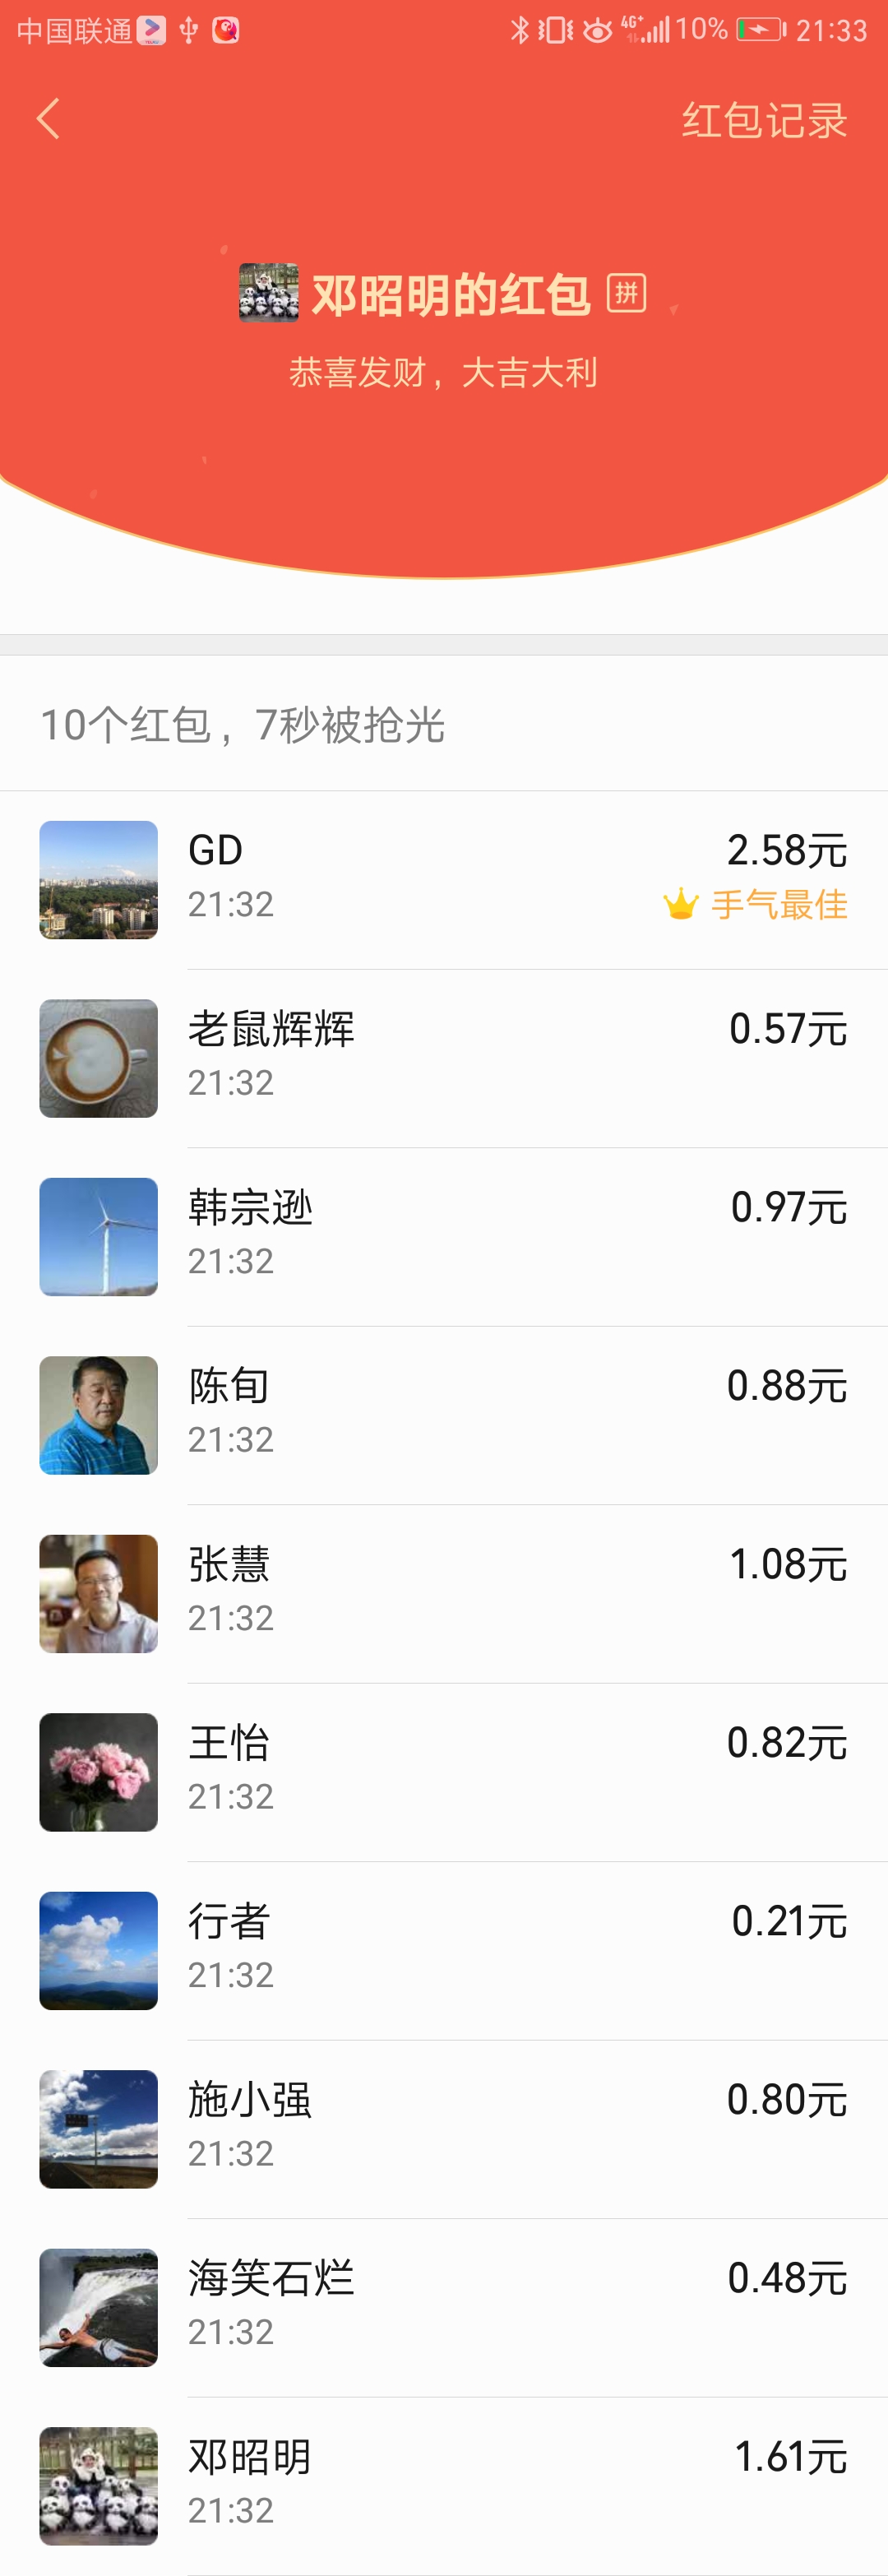 中国联通 4G+ 10% 21:33
红包记录
邓昭明的红包 拼
恭喜发财，大吉大利
10个红包，7秒被抢光
GD 2.58元
21:32 手气最佳
老鼠辉辉 0.57元
21:32
韩宗逊 0.97元
21:32
陈旬 0.88元
21:32
张慧 1.08元
21:32
王怡 0.82元
21:32
行者 0.21元
21:32
施小强 0.80元
21:32
海笑石烂 0.48元
21:32
邓昭明 1.61元
21:32